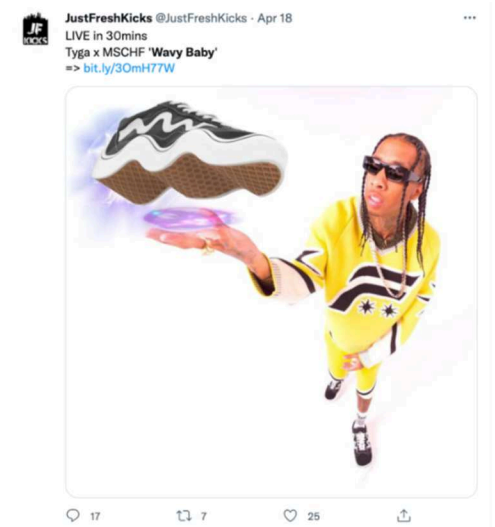 JF
KICKS
JustFreshKicks @JustFreshKicks · Apr 18
LIVE in 30mins
Tyga x MSCHF 'Wavy Baby'
=> bit.ly/3OmH77W
17 7 25